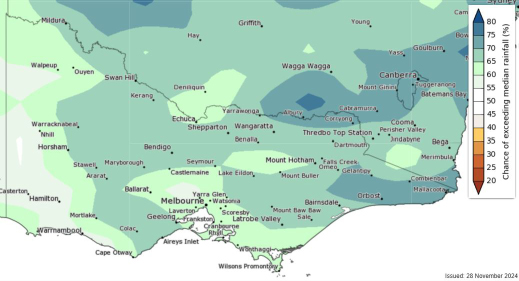 Sydney
Mildura
Griffith
Young
Cam
Hay
Bow
Yass
Goulburn
Walpeup
Ouyen
Wagga Wagga
Swan Hill
Canberra
Tuggeranong
Deniliquin
Mount Ginini
Kerang
Batemans Bay
Yarrawonga
Albury
Cabramurra
Echuca
Corryong
Cooma
Warracknabeal
Shepparton
Wangaratta
Perisher Valley
Nhill
Thredbo Top Station
Jindabyne
Benalla
Bega
Horsham
Bendigo
Dartmouth
Merimbula
Stawell
Maryborough
Seymour
Mount Hotham
Falls Creek
Omeo
Gelantipy
Ararat
Castlemaine
Lake Eildon
Mount Buller
Combienbar
Casterton
Ballarat
Yarra Glen
Mallacoota
Hamilton
Melbourne
Watsonia
Orbost
Bairnsdale
Laverton
Scoresby
Mount Baw Baw
Mortlake
Geelong
Frankston
Latrobe Valley
Sale
Cranbourne
Warrnambool
Colac
Rhyll
Aireys Inlet
Wonthaggi
Cape Otway
Wilsons Promontory
80
75
70
65
60
55
50
45
40
35
30
25
20
Chance of exceeding median rainfall (%)
Issued: 28 November 2024